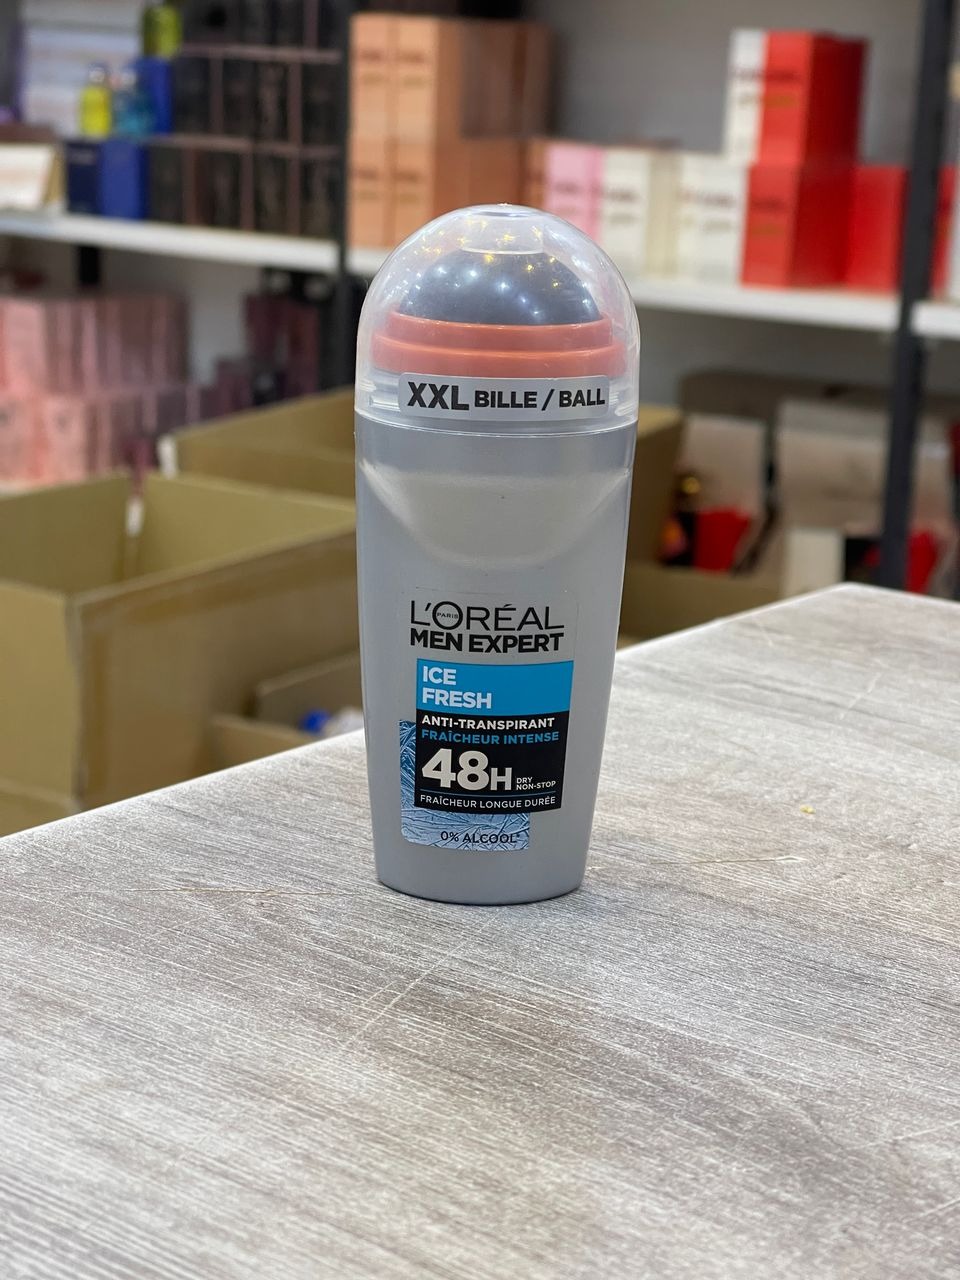 XXL BILLE / BALL
L'ORÉAL
PARIS
MEN EXPERT
ICE
FRESH
ANTI-TRANSPIRANT
FRAÎCHEUR INTENSE
48H DRY
NON-STOP
FRAÎCHEUR LONGUE DURÉE
0% ALCOOL*